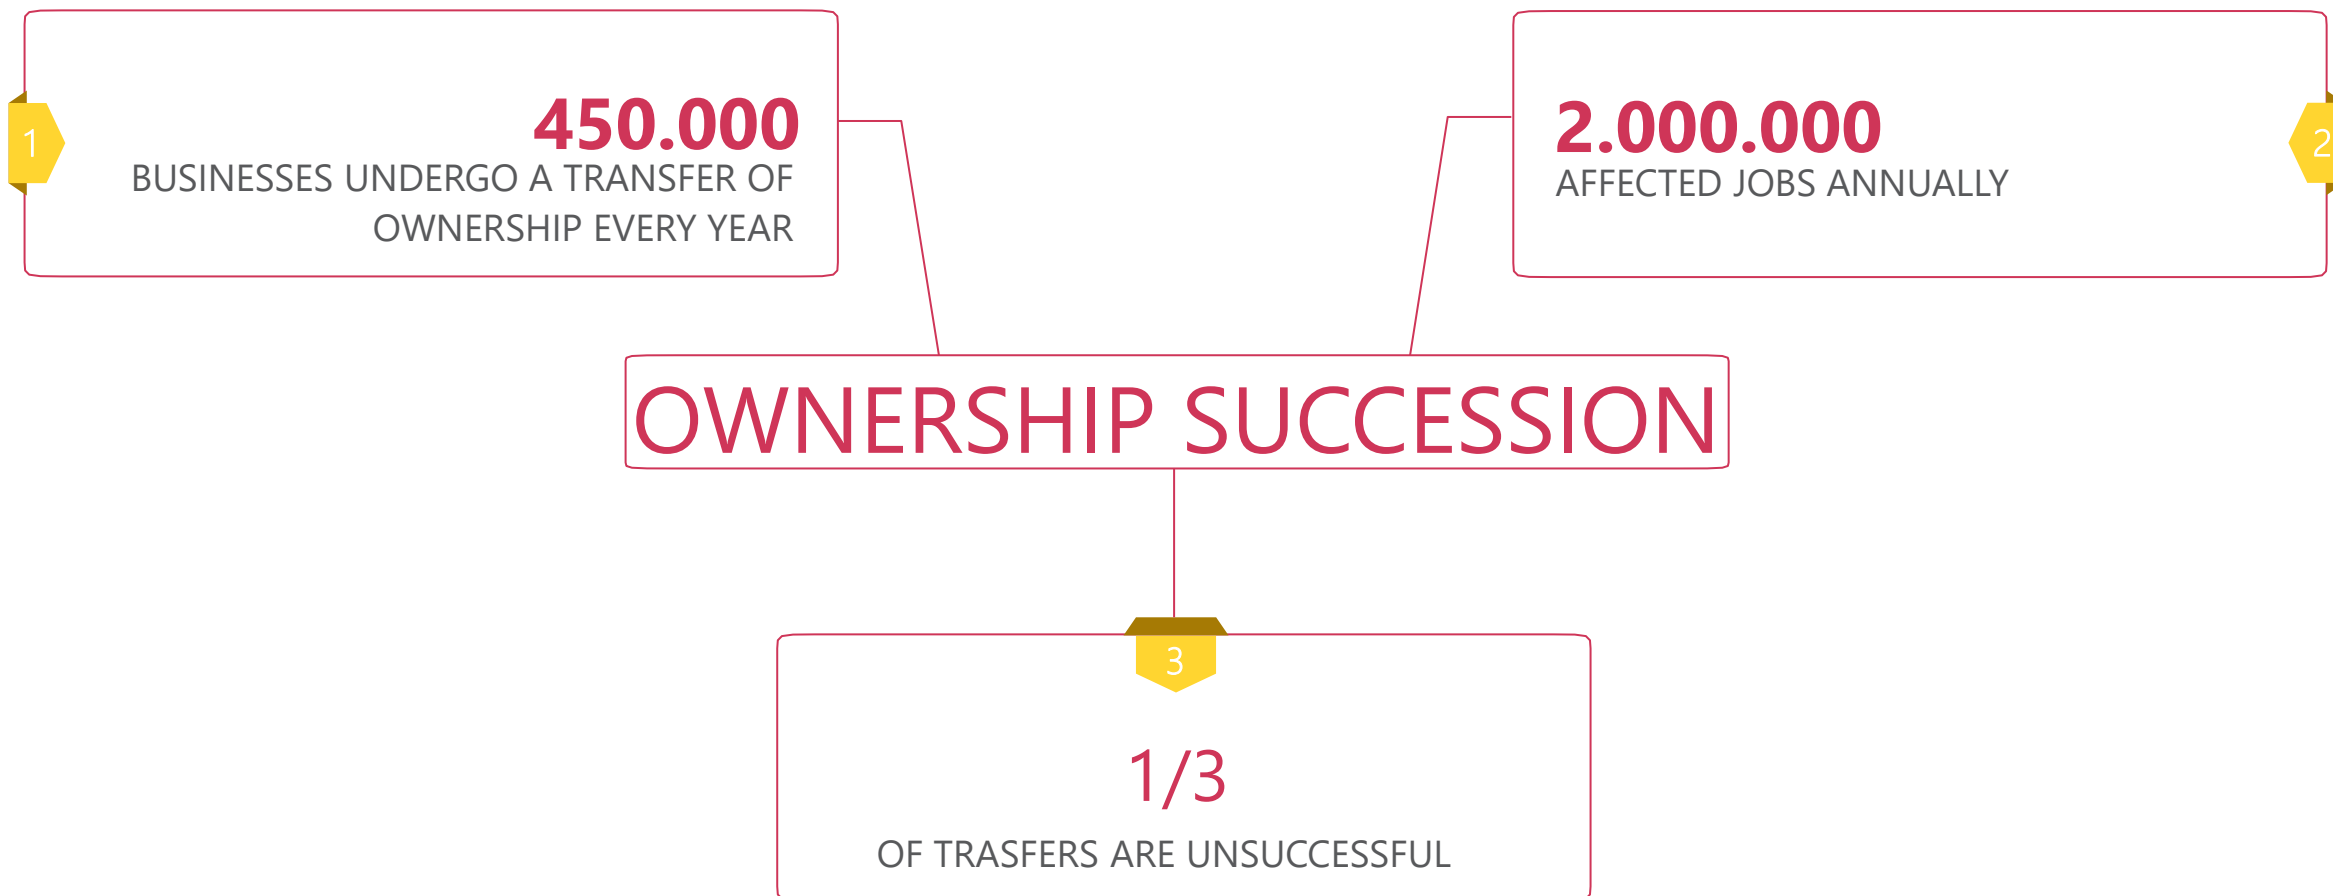 1
450.000
BUSINESSES UNDERGO A TRANSFER OF
OWNERSHIP EVERY YEAR
2.000.000
AFFECTED JOBS ANNUALLY
2
OWNERSHIP SUCCESSION
3
1/3
OF TRASFERS ARE UNSUCCESSFUL